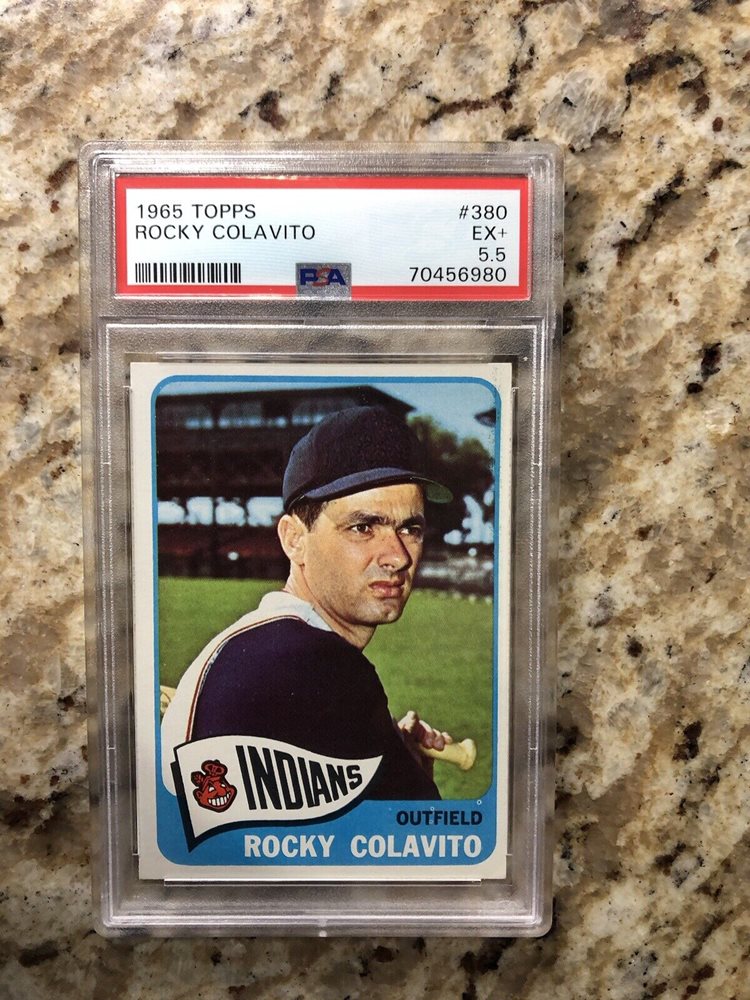 1965 TOPPS #380
ROCKY COLAVITO EX+
5.5
PSA 70456980
INDIANS
OUTFIELD
ROCKY COLAVITO